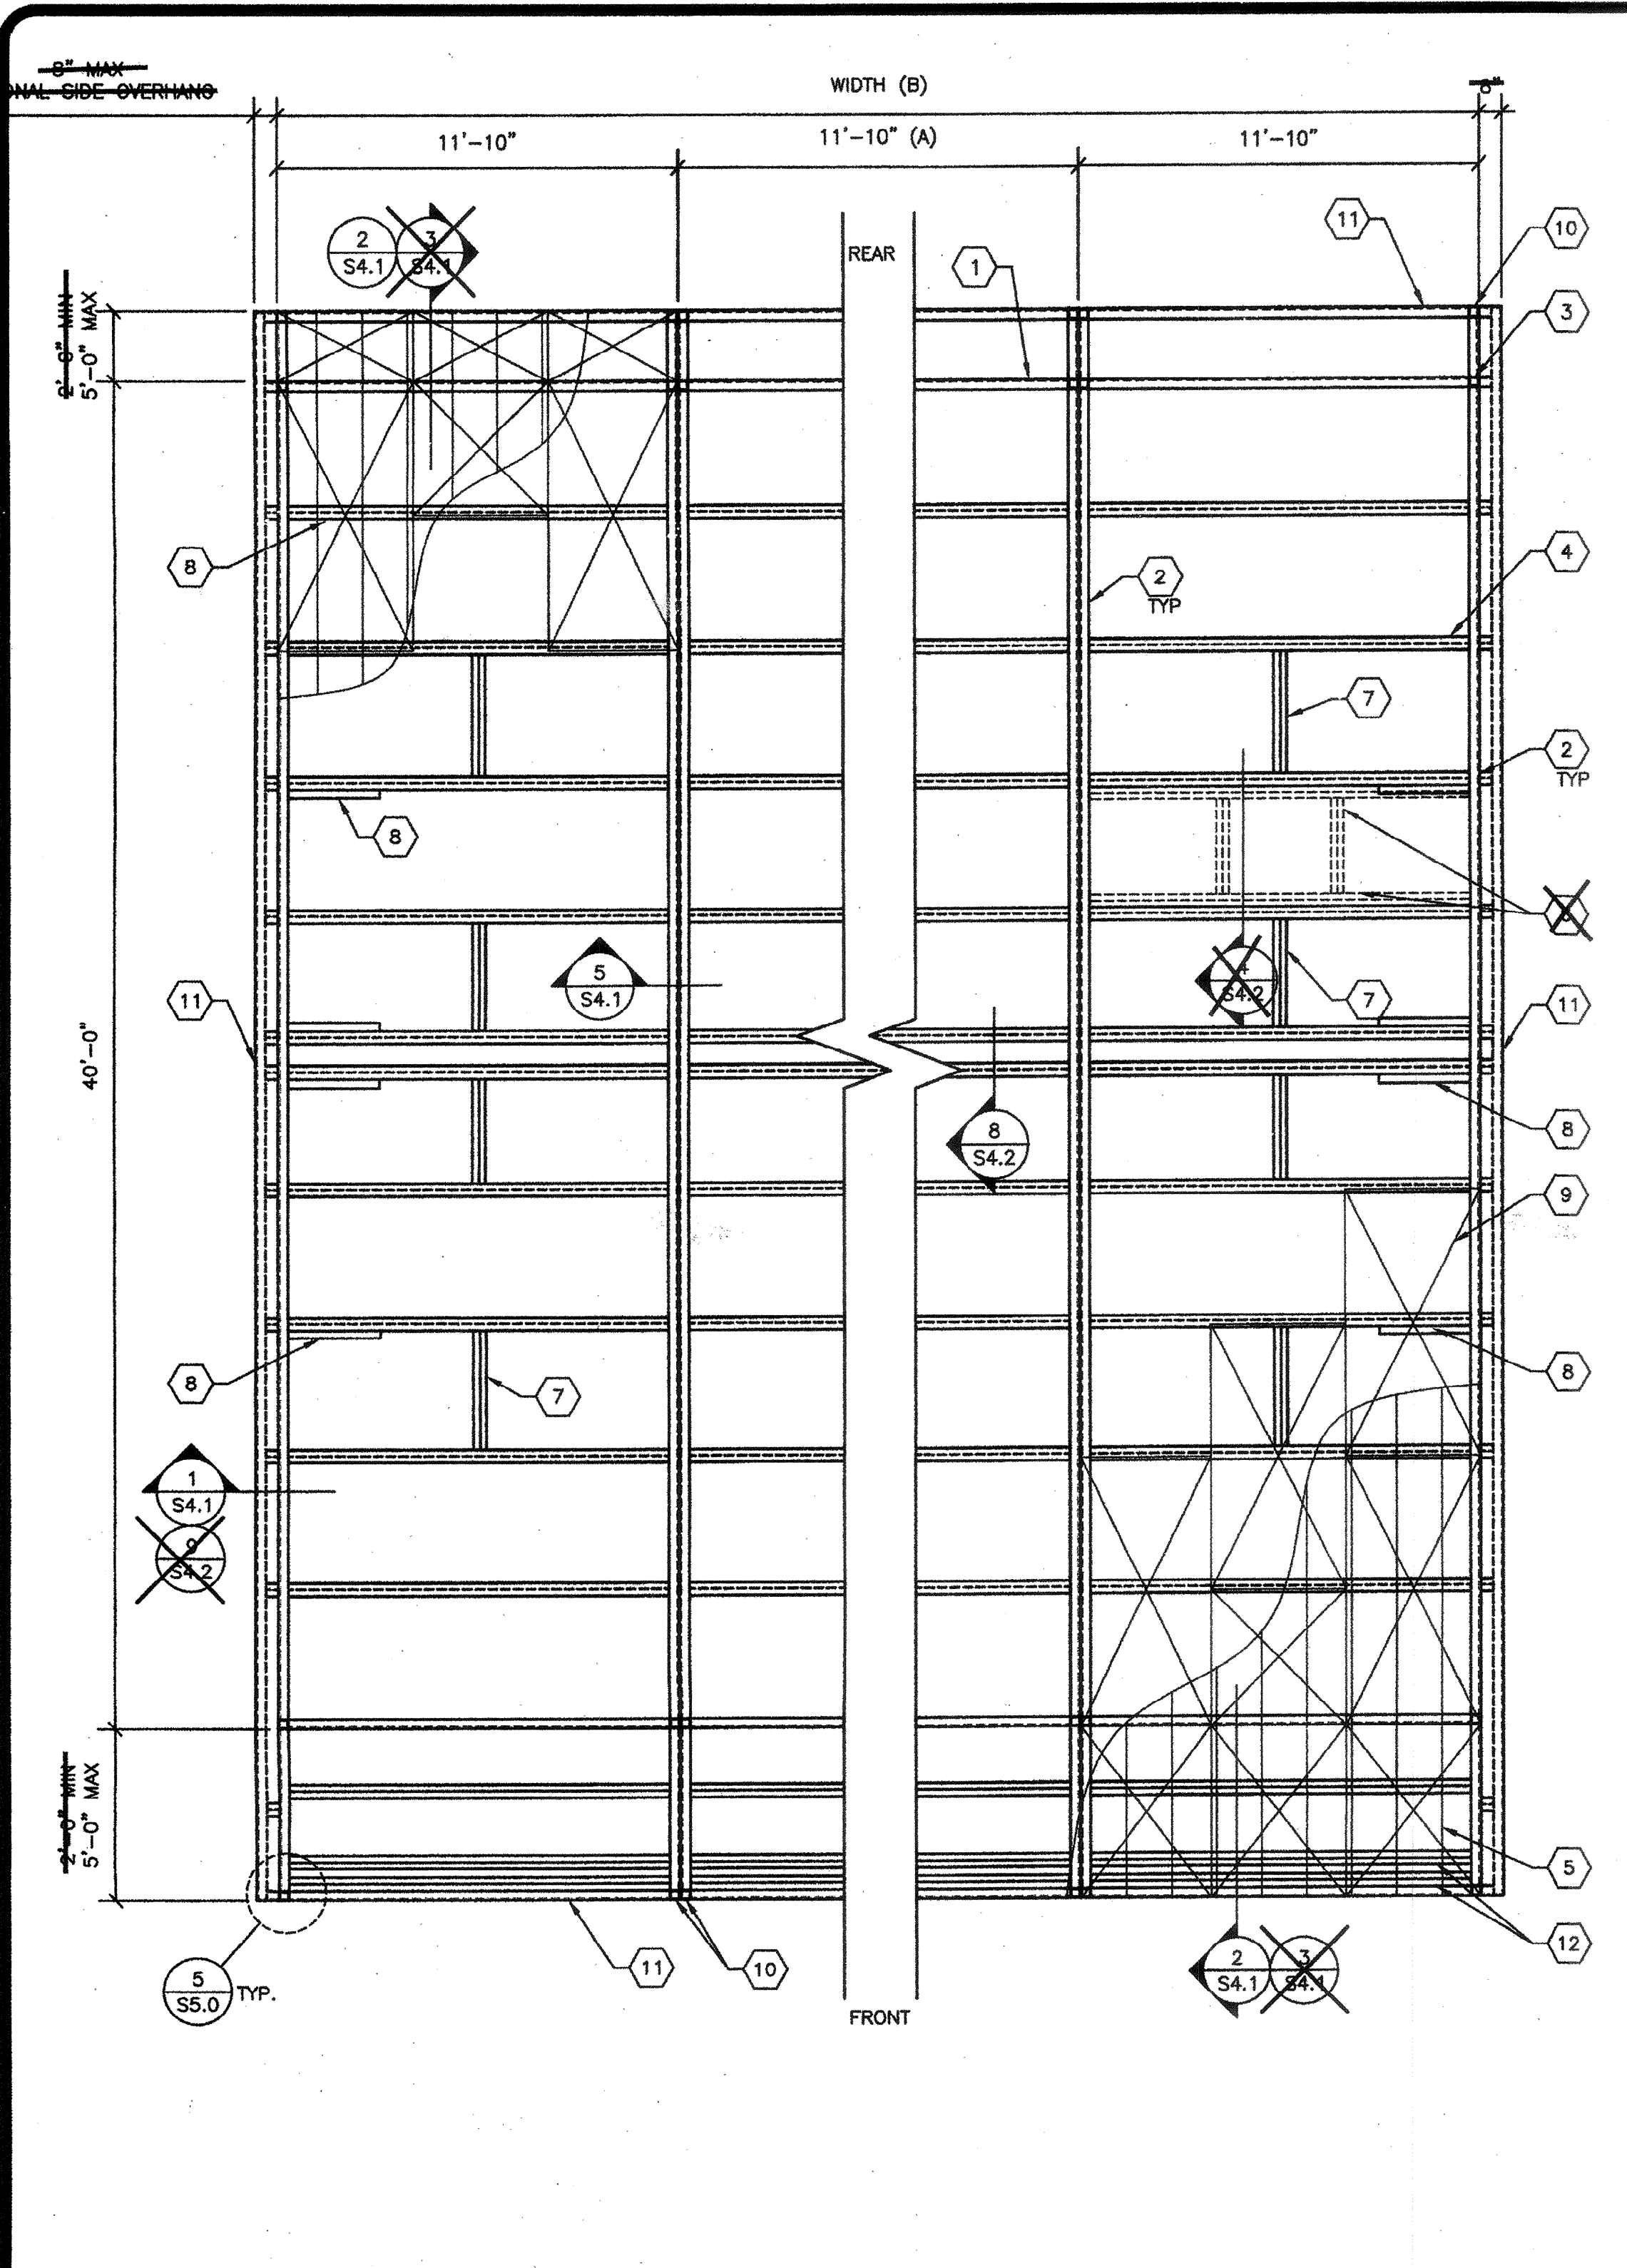 8" MAX
ONAL SIDE OVERHANG
WIDTH (B)
11'-10"
11'-10" (A)
11'-10"
2
S4.1
3
S4.1
REAR
1
11
10
3
2'-0" MIN
5'-0" MAX
8
2
TYP
4
7
2
TYP
8
5
S4.1
4
S4.2
7
11
11
40'-0"
8
S4.2
8
9
8
7
8
1
S4.1
9
S4.2
2'-0" MIN
5'-0" MAX
5
12
5
S5.0
TYP.
11
10
2
S4.1
3
S4.1
FRONT